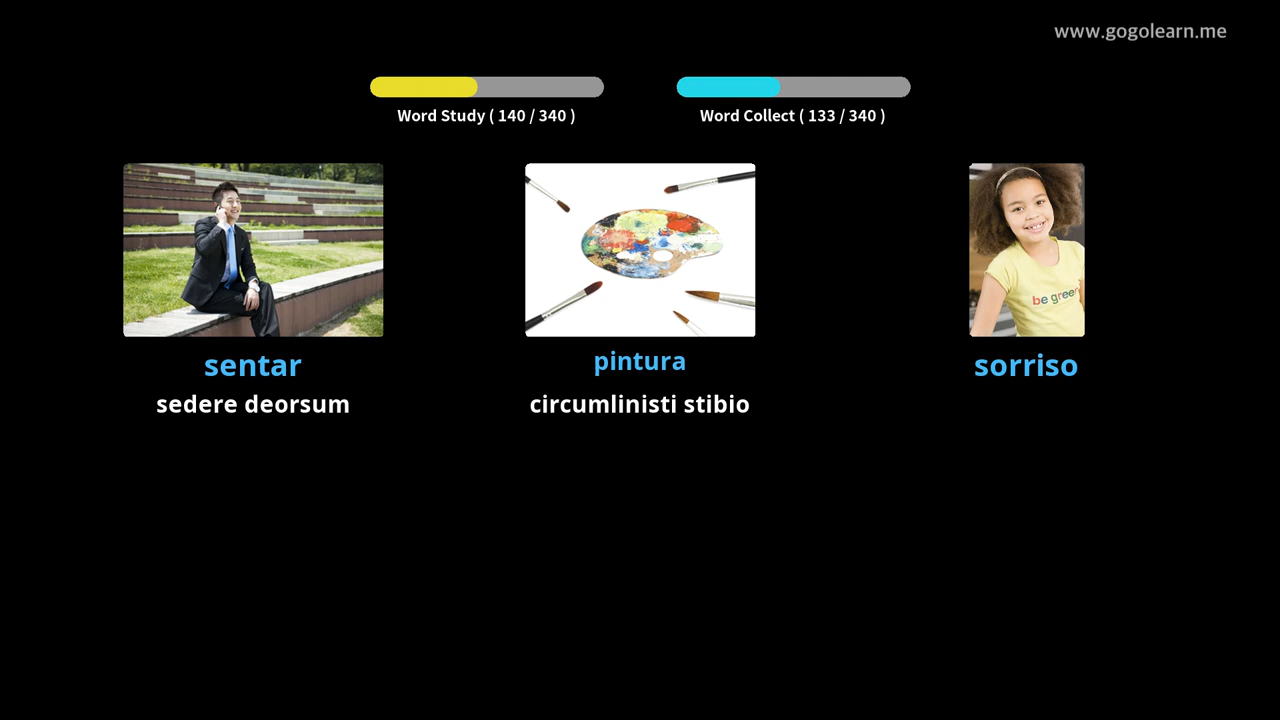 www.gogolearn.me
Word Study ( 140 / 340 )
Word Collect ( 133 / 340 )
be green
sentar
pintura
sorriso
sedere deorsum
circumlinisti stibio